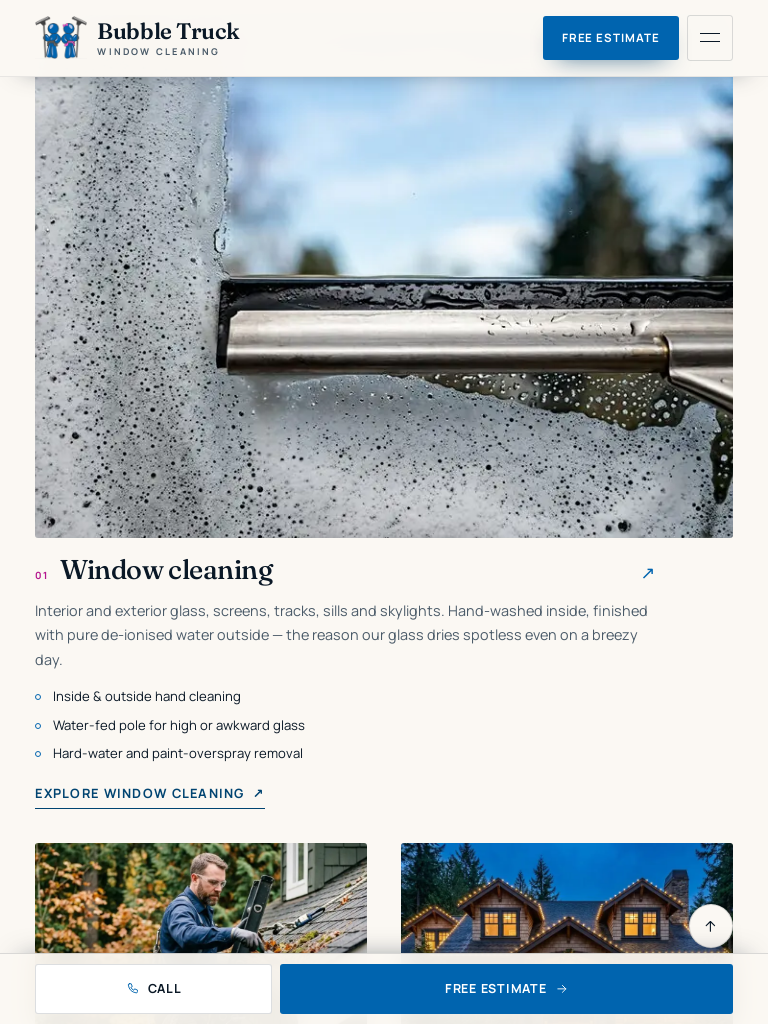 Bubble Truck
WINDOW CLEANING
FREE ESTIMATE
01 Window cleaning ↗
Interior and exterior glass, screens, tracks, sills and skylights. Hand-washed inside, finished
with pure de-ionised water outside — the reason our glass dries spotless even on a breezy
day.
Inside & outside hand cleaning
Water-fed pole for high or awkward glass
Hard-water and paint-overspray removal
EXPLORE WINDOW CLEANING ↗
CALL
FREE ESTIMATE →